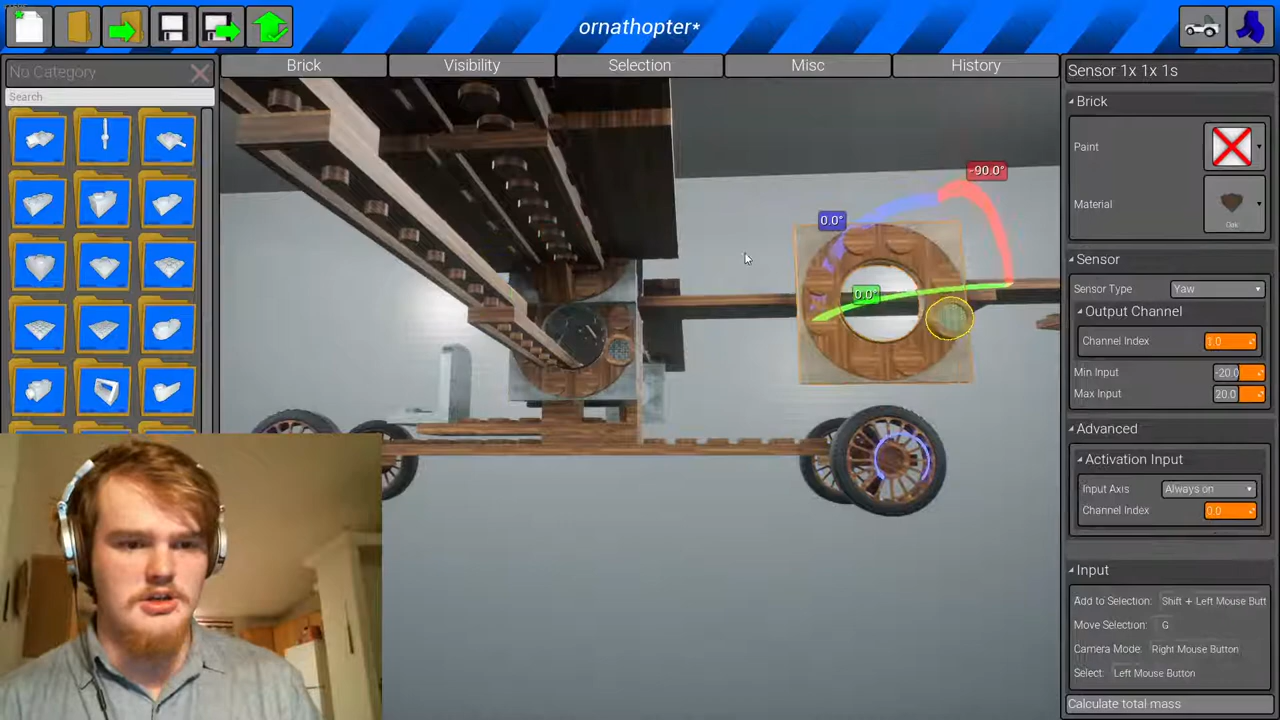 ornathopter*
No Category
Search
Brick
Visibility
Selection
Misc
History
-90.0°
0.0°
0.0°
Sensor 1x 1x 1s
Brick
Paint
Material
Sensor
Sensor Type
Yaw
Output Channel
Channel Index
1.0
Min Input
-20.0
Max Input
20.0
Advanced
Activation Input
Input Axis
Always on
Channel Index
0.0
Input
Add to Selection: Shift + Left Mouse Butt
Move Selection: G
Camera Mode: Right Mouse Button
Select: Left Mouse Button
Calculate total mass